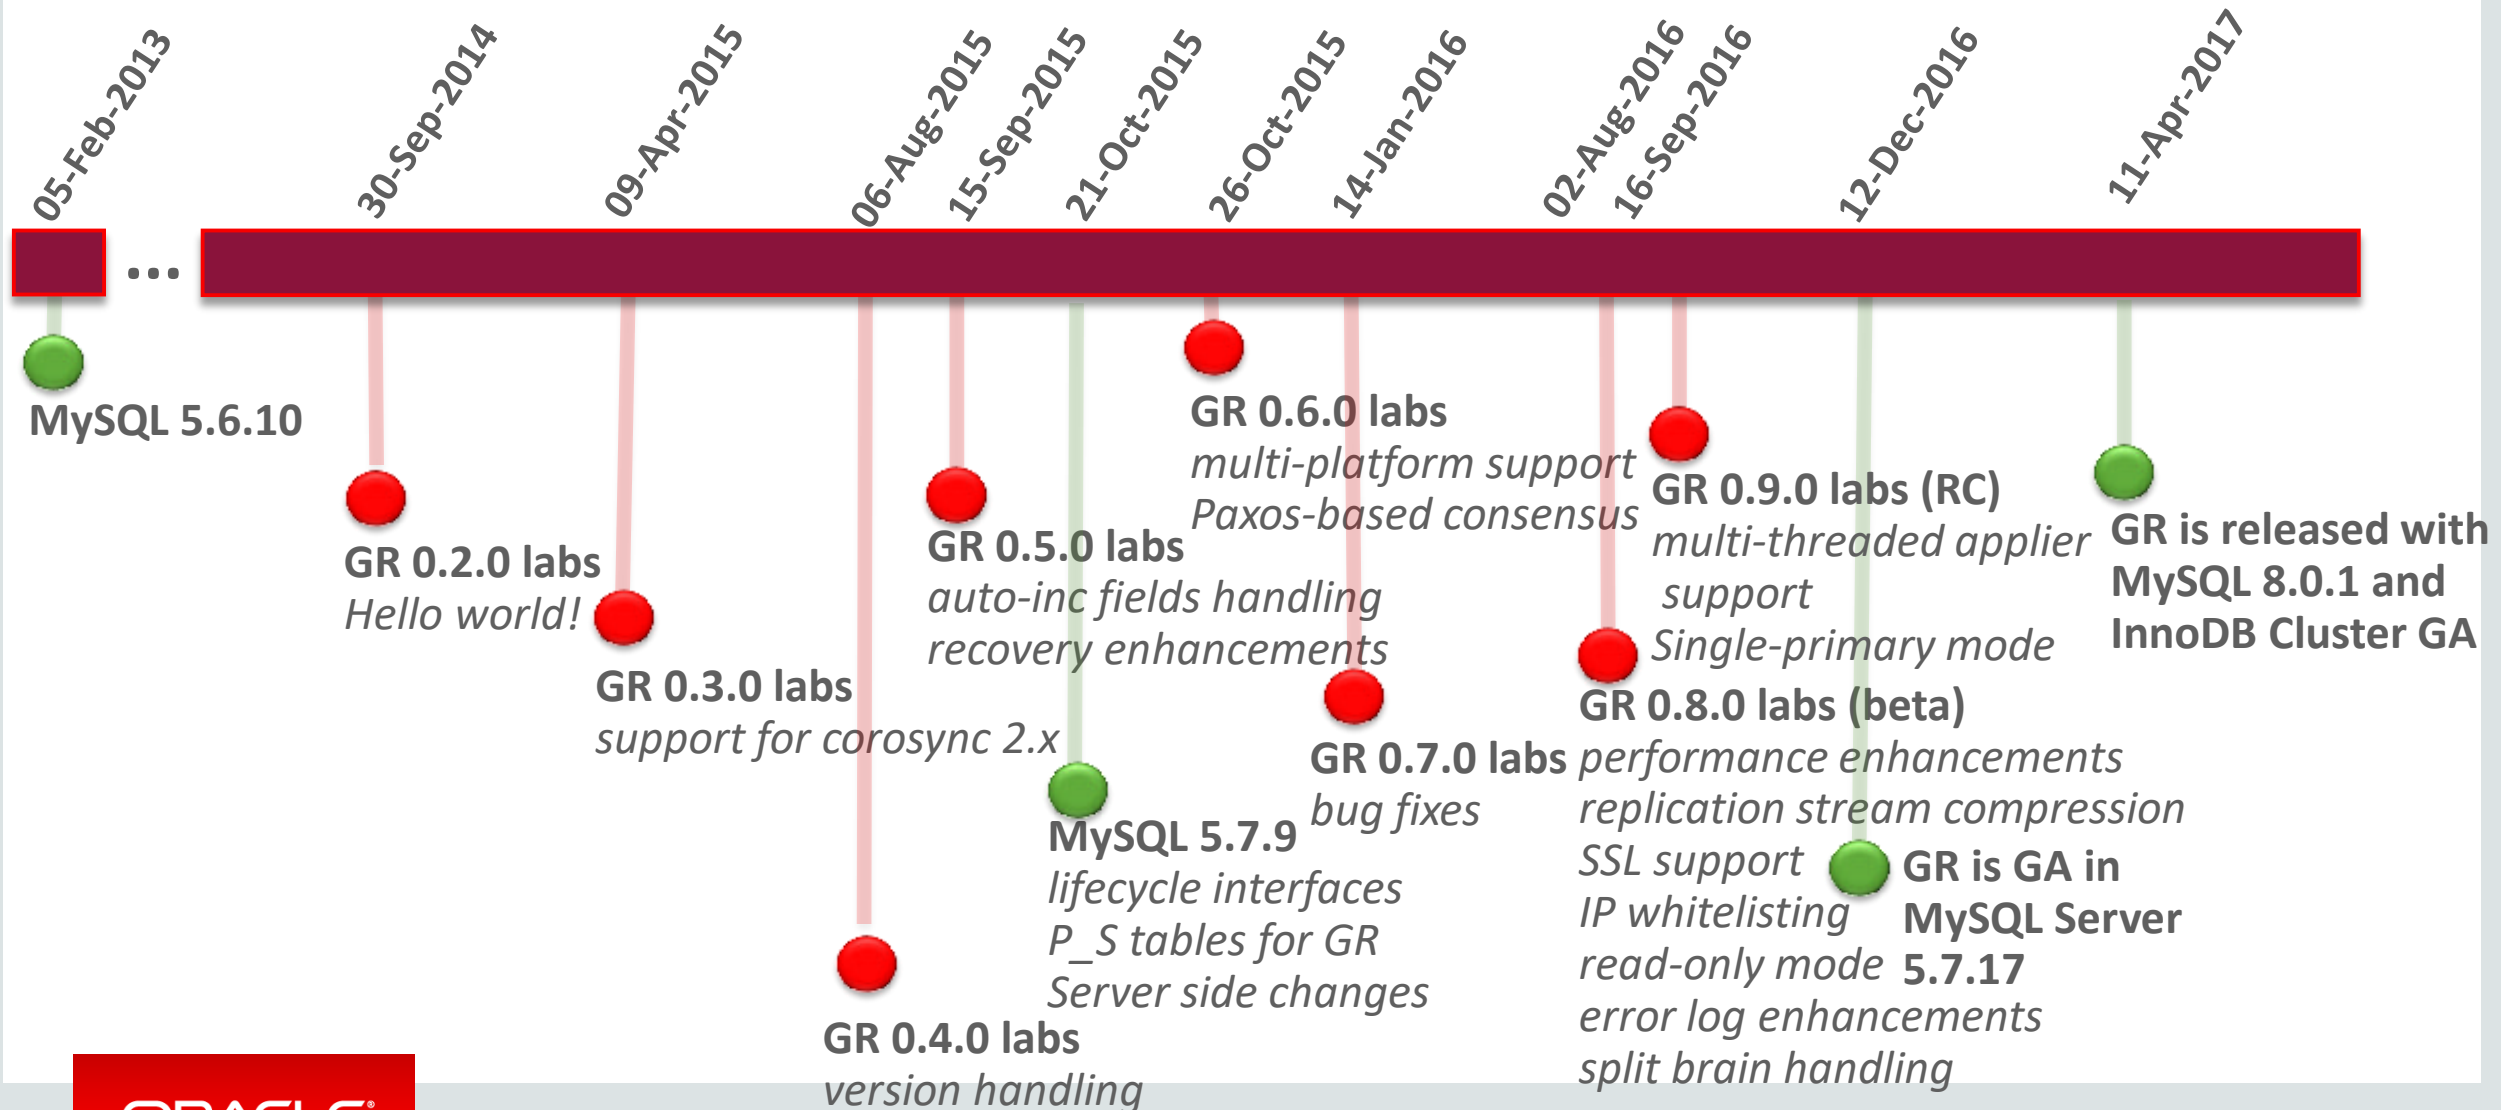 05-Feb-2013
30-Sep-2014
09-Apr-2015
06-Aug-2015
15-Sep-2015
21-Oct-2015
26-Oct-2015
14-Jan-2016
02-Aug-2016
16-Sep-2016
12-Dec-2016
11-Apr-2017
...
MySQL 5.6.10
GR 0.2.0 labs
Hello world!
GR 0.3.0 labs
support for corosync 2.x
GR 0.4.0 labs
version handling
GR 0.5.0 labs
auto-inc fields handling
recovery enhancements
MySQL 5.7.9
lifecycle interfaces
P_S tables for GR
Server side changes
GR 0.6.0 labs
multi-platform support
Paxos-based consensus
GR 0.7.0 labs
bug fixes
GR 0.8.0 labs (beta)
performance enhancements
replication stream compression
SSL support
IP whitelisting
read-only mode
error log enhancements
split brain handling
GR 0.9.0 labs (RC)
multi-threaded applier
support
Single-primary mode
GR is GA in
MySQL Server
5.7.17
GR is released with
MySQL 8.0.1 and
InnoDB Cluster GA
ORACLE®